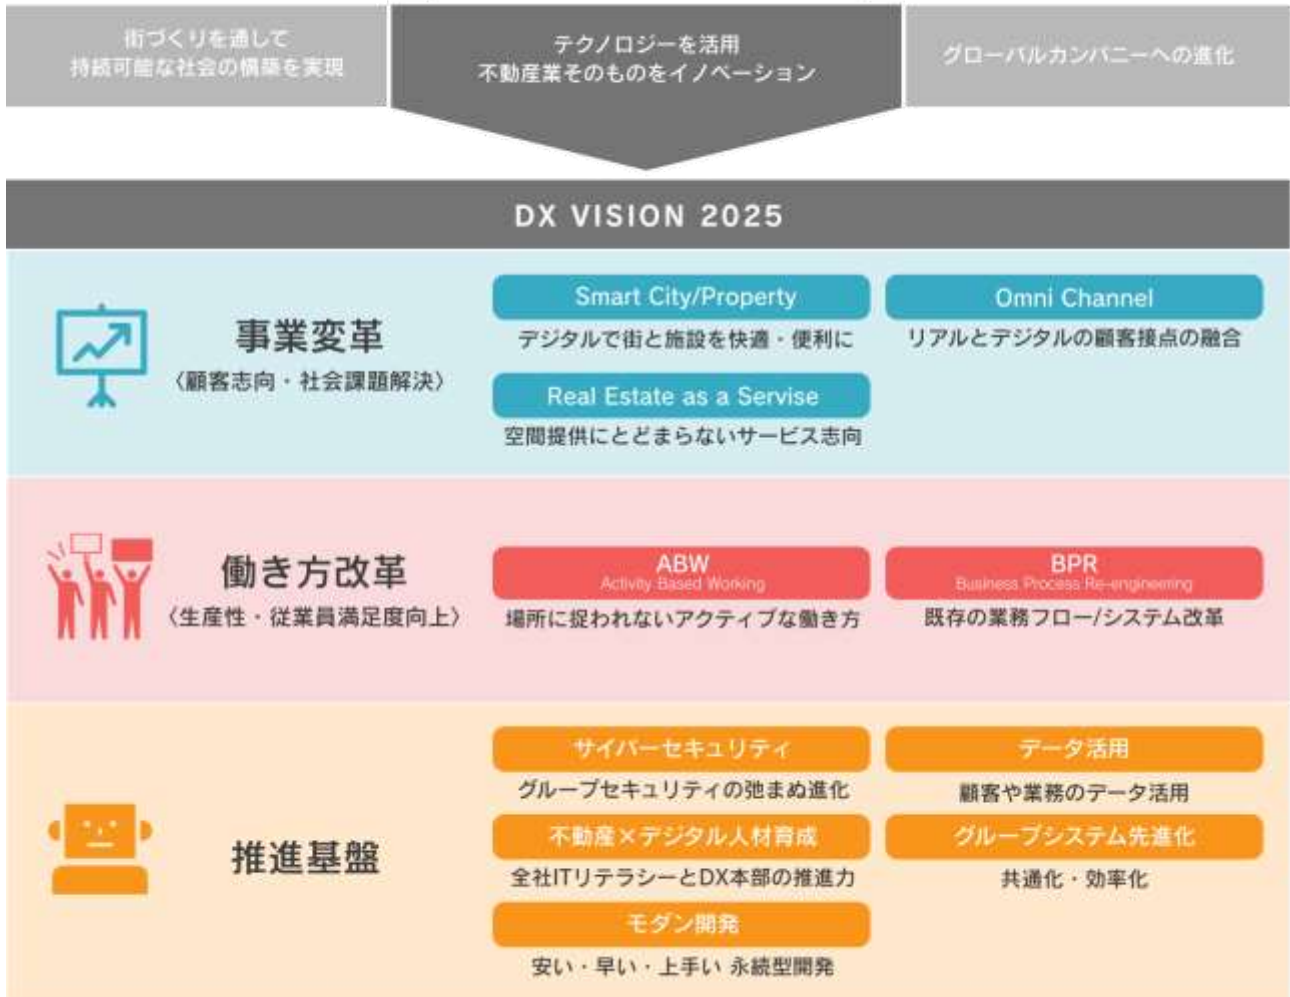 街づくりを通して
持続可能な社会の構築を実現
テクノロジーを活用
不動産業そのものをイノベーション
グローバルカンパニーへの進化
DX VISION 2025
事業変革
〈顧客志向・社会課題解決〉
Smart City/Property
デジタルで街と施設を快適・便利に
Omni Channel
リアルとデジタルの顧客接点の融合
Real Estate as a Servise
空間提供にとどまらないサービス志向
働き方改革
〈生産性・従業員満足度向上〉
ABW
Activity Based Working
場所に捉われないアクティブな働き方
BPR
Business Process Re-engineering
既存の業務フロー/システム改革
推進基盤
サイバーセキュリティ
グループセキュリティの弛まぬ進化
データ活用
顧客や業務のデータ活用
不動産×デジタル人材育成
全社ITリテラシーとDX本部の推進力
グループシステム先進化
共通化・効率化
モダン開発
安い・早い・上手い 永続型開発